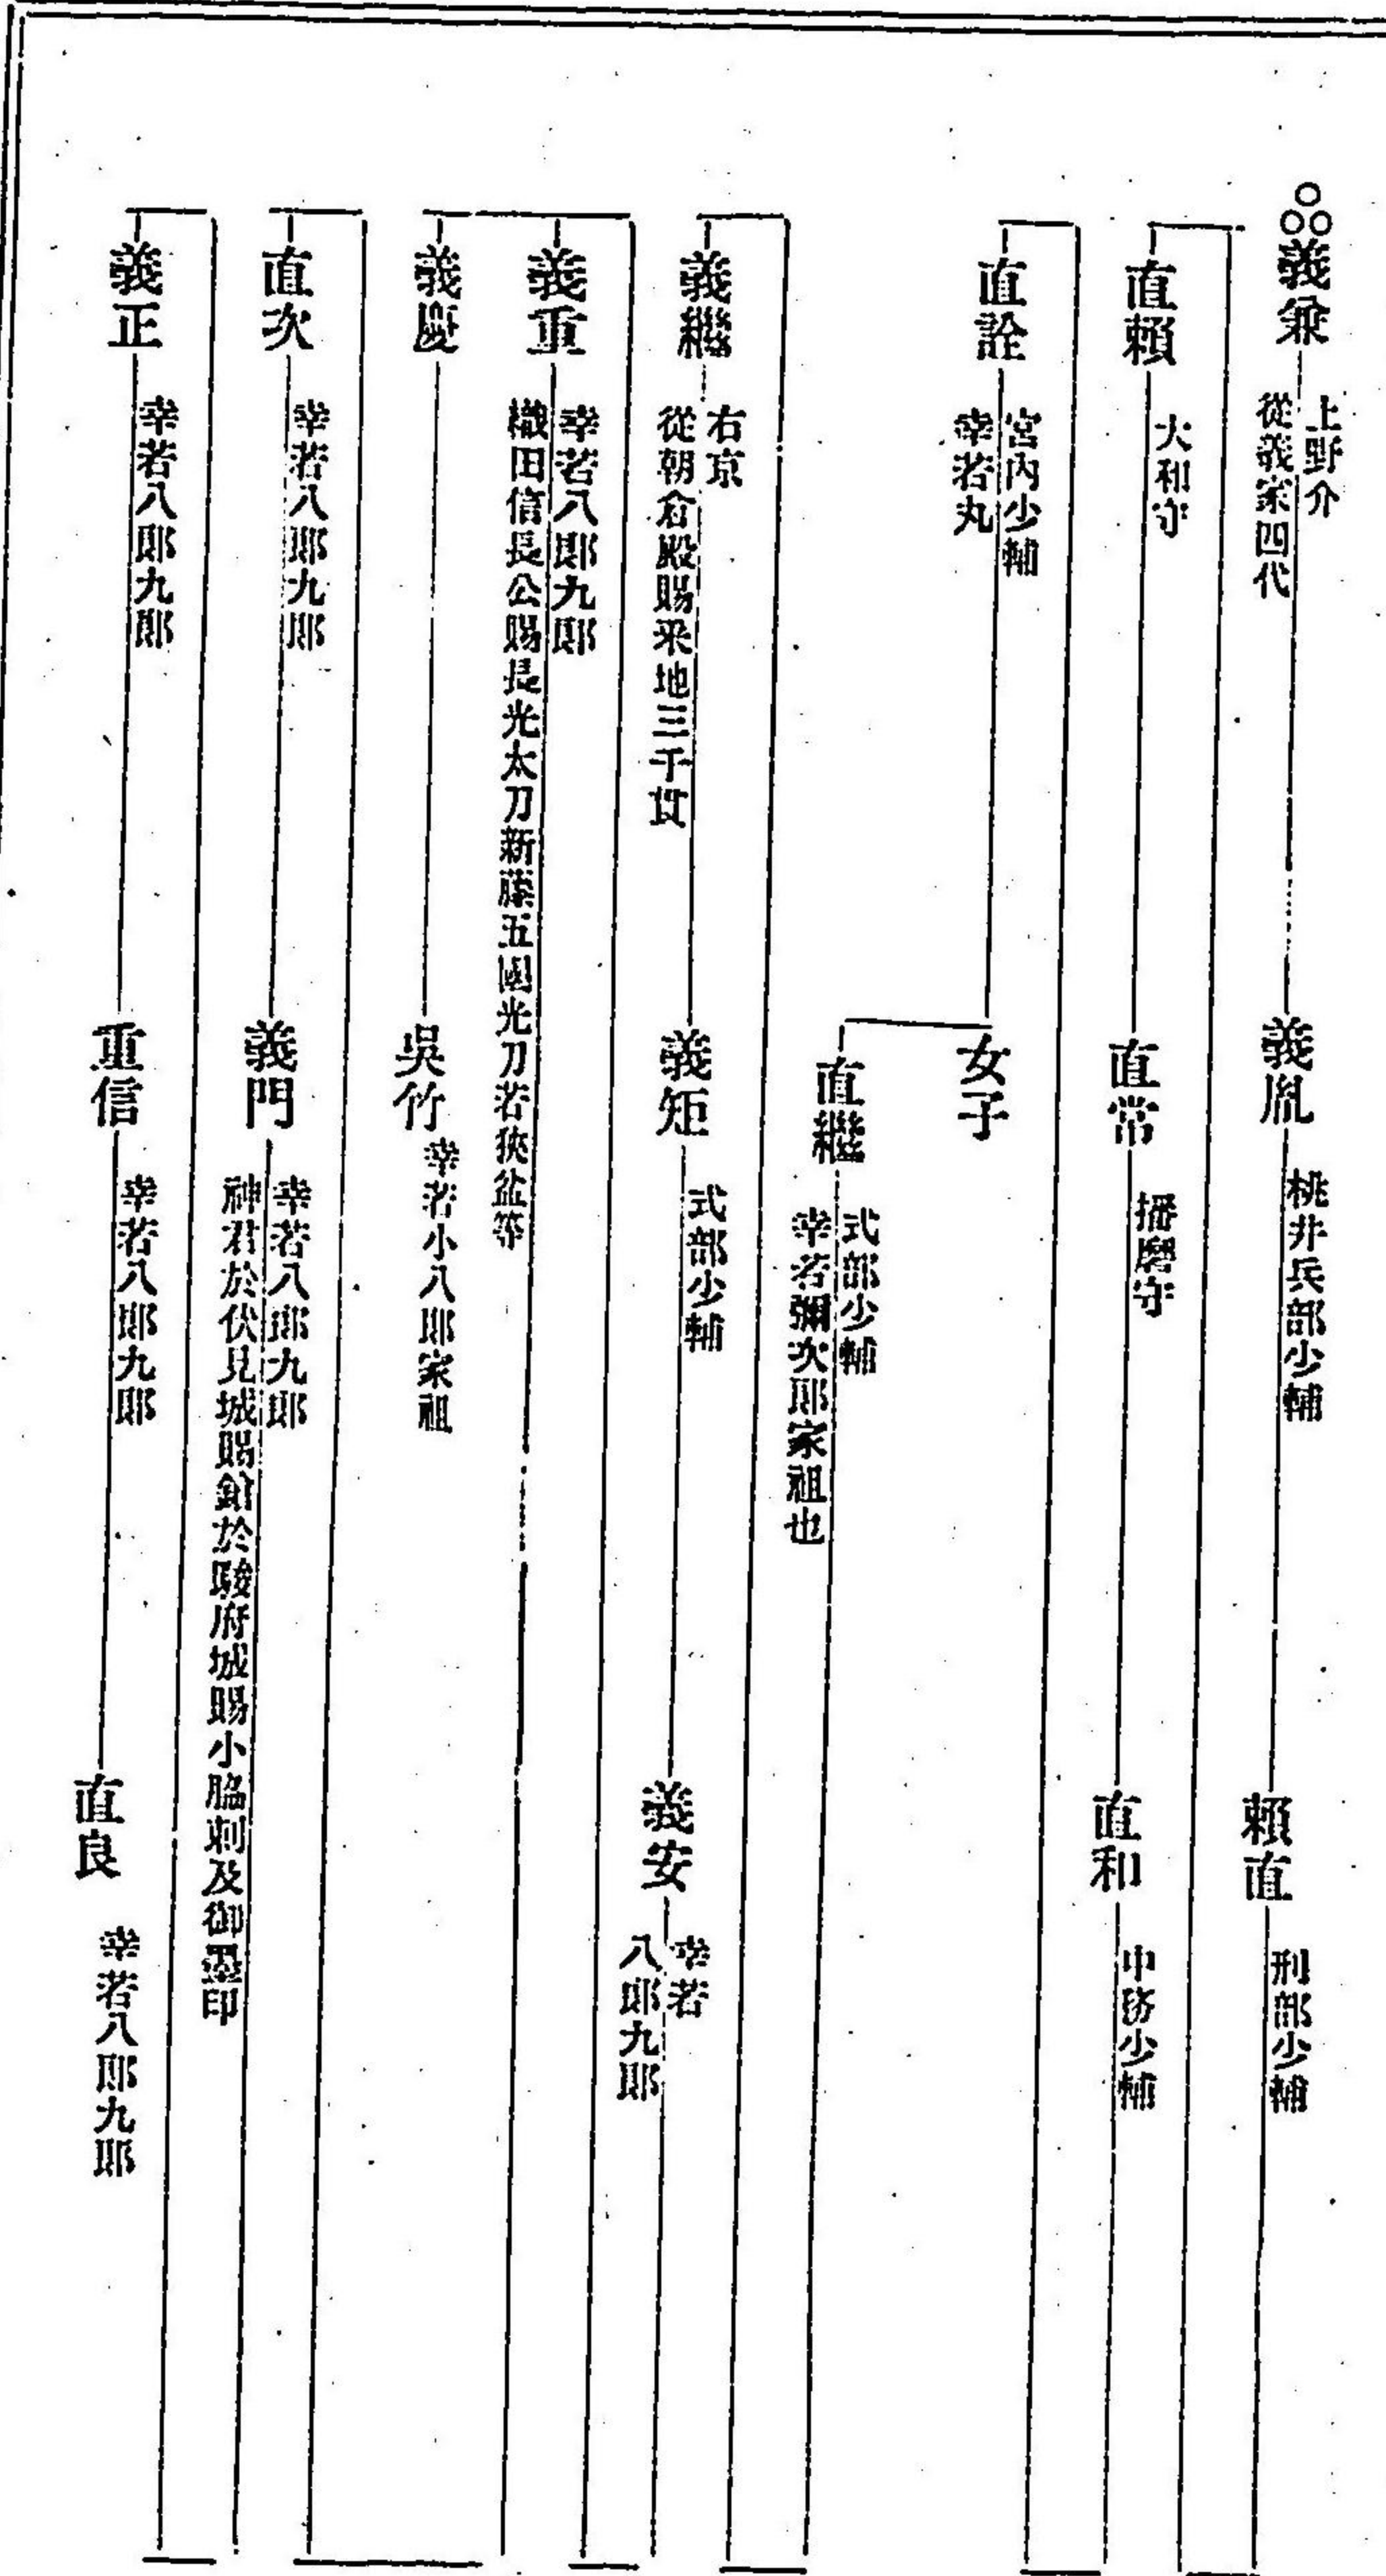 義兼
上野介
從義家四代
義胤
桃井兵部少輔
賴直
刑部少輔
直賴
大和守
直常
播磨守
直和
中務少輔
直詮
宮內少輔
幸若丸
女子
直繼
式部少輔
幸若彌次郎家祖也
義繼
右京
從朝倉殿賜釆地三千貫
義矩
式部少輔
義安
幸若
八郎九郎
義重
幸若八郎九郎
織田信長公賜長光太刀新藤五國光刀若狹盆等
義慶
吳竹
幸若小八郎家祖
直次
幸若八郎九郎
義門
幸若八郎九郎
神君於伏見城賜鎗於駿府城賜小脇刺及御墨印
義正
幸若八郎九郎
重信
幸若八郎九郎
直良
幸若八郎九郎